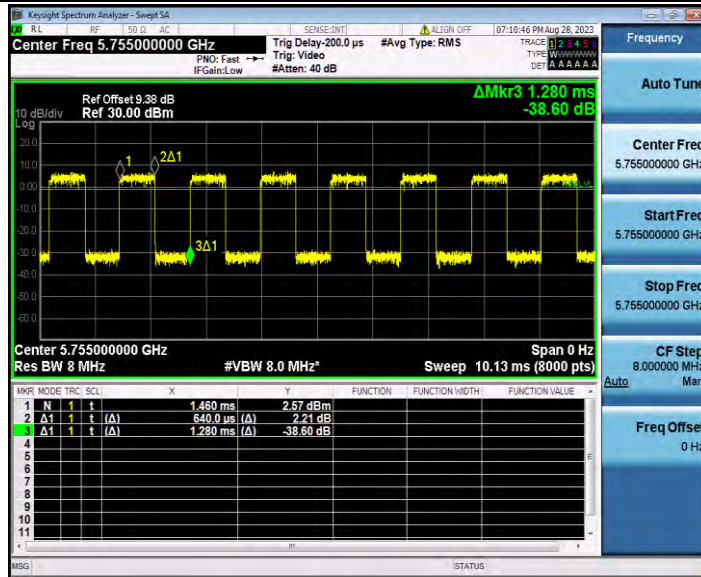 Keysight Spectrum Analyzer - Swept SA
RL RF 50 Ω AC SENSE:INT ALIGN OFF 07:10:46 PM Aug 28, 2023
Center Freq 5.755000000 GHz Trig Delay-200.0 µs #Avg Type: RMS TRACE 1 2 3 4 5 6
PNO: Fast Trig: Video TYPE W
IFGain:Low #Atten: 40 dB DET A A A A A A
Frequency
Auto Tune
Center Freq
5.755000000 GHz
Start Freq
5.755000000 GHz
Stop Freq
5.755000000 GHz
CF Step
8.000000 MHz
Auto Man
Freq Offset
0 Hz
ΔMkr3 1.280 ms
-38.60 dB
Ref Offset 9.38 dB
10 dB/div Ref 30.00 dBm
Log
20.0
10.0
0.00
-10.0
-20.0
-30.0
-40.0
-50.0
-60.0
1
2Δ1
3Δ1
Center 5.755000000 GHz Span 0 Hz
Res BW 8 MHz #VBW 8.0 MHz* Sweep 10.13 ms (8000 pts)
MKR MODE TRC SCL X Y FUNCTION FUNCTION WIDTH FUNCTION VALUE
1 N 1 t 1.460 ms 2.57 dBm
2 Δ1 1 t (Δ) 640.0 µs (Δ) 2.21 dB
3 Δ1 1 t (Δ) 1.280 ms (Δ) -38.60 dB
4
5
6
7
8
9
10
11
MSG STATUS